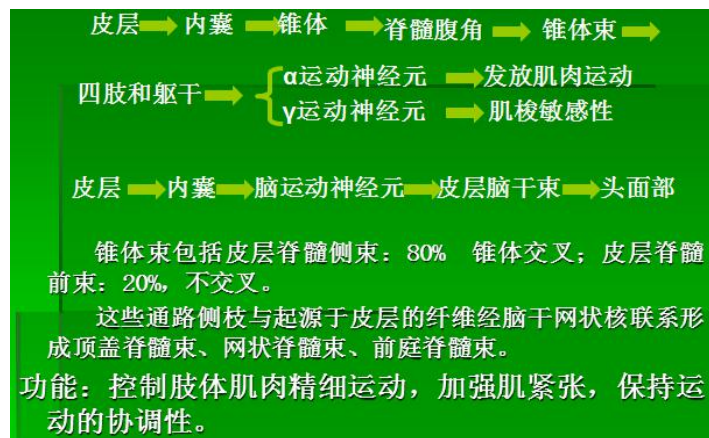 皮层 内囊 锥体 脊髓腹角 锥体束
四肢和躯干
α运动神经元 发放肌肉运动
γ运动神经元 肌梭敏感性
皮层 内囊 脑运动神经元 皮层脑干束 头面部
锥体束包括皮层脊髓侧束：80% 锥体交叉；皮层脊髓
前束：20%，不交叉。
这些通路侧枝与起源于皮层的纤维经脑干网状核联系形
成顶盖脊髓束、网状脊髓束、前庭脊髓束。
功能：控制肢体肌肉精细运动，加强肌紧张，保持运
动的协调性。